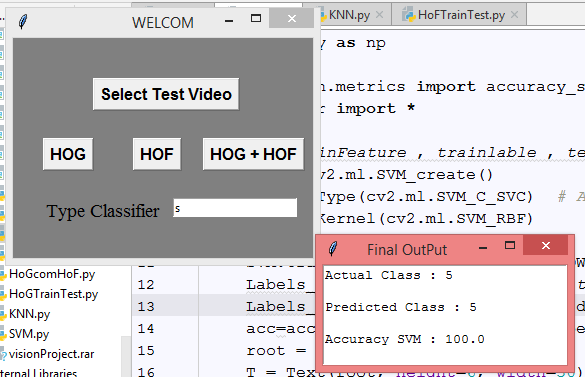 WELCOM
KNN.py
HoFTrainTest.py
Select Test Video
HOG
HOF
HOG + HOF
Type Classifier
s
y as np
n.metrics import accuracy_s
r import *
inFeature , trainlable , te
cv2.ml.SVM_create()
Type(cv2.ml.SVM_C_SVC) # A
Kernel(cv2.ml.SVM_RBF)
Final OutPut
Actual Class : 5
Predicted Class : 5
Accuracy SVM : 100.0
HoGcomHoF.py
HoGTrainTest.py
KNN.py
SVM.py
visionProject.rar
ternal Libraries
12 Labels_
13 Labels_
14 acc=acc
15 root =
16 T = Text(root, height=6, width=50)